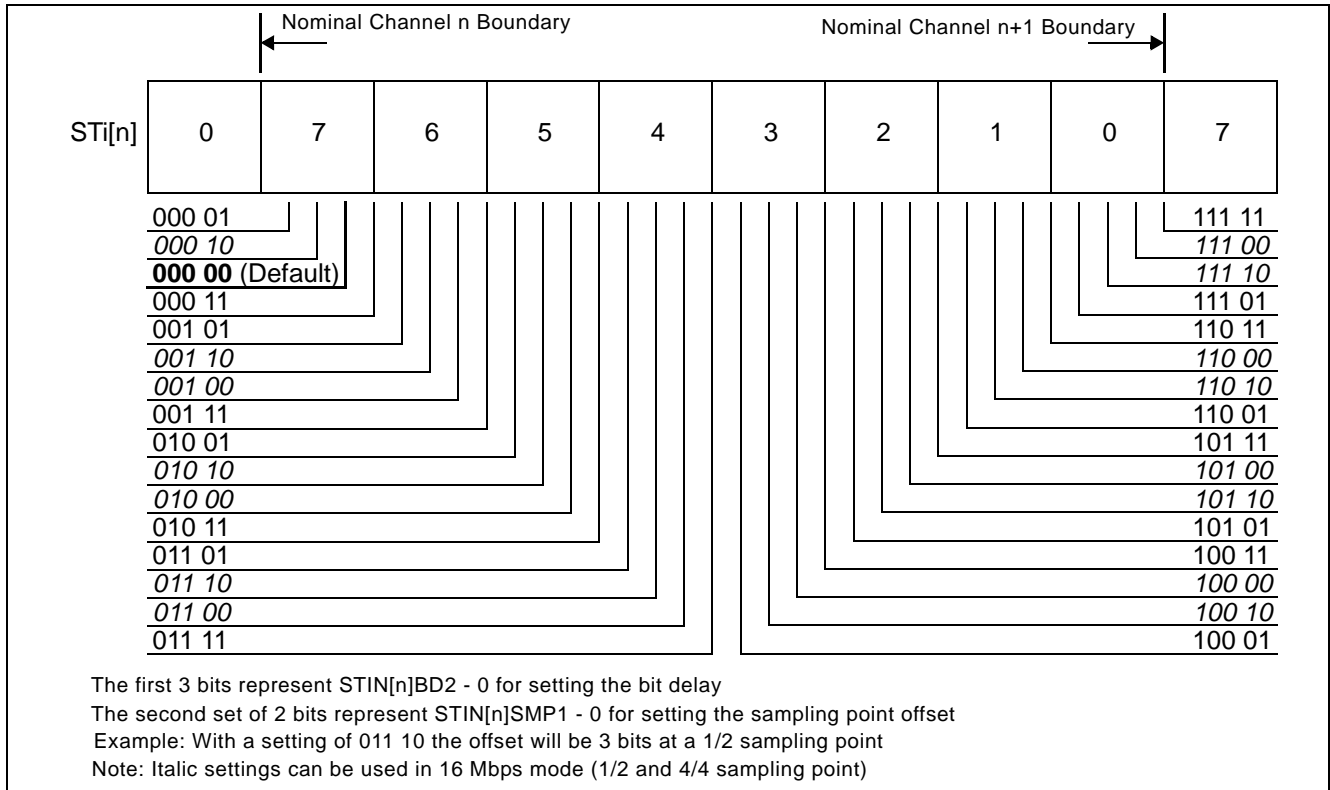 Nominal Channel n Boundary Nominal Channel n+1 Boundary
STi[n] 0 7 6 5 4 3 2 1 0 7
000 01 111 11
000 10 111 00
000 00 (Default) 111 10
000 11 111 01
001 01 110 11
001 10 110 00
001 00 110 10
001 11 110 01
010 01 101 11
010 10 101 00
010 00 101 10
010 11 101 01
011 01 100 11
011 10 100 00
011 00 100 10
011 11 100 01
The first 3 bits represent STIN[n]BD2 - 0 for setting the bit delay
The second set of 2 bits represent STIN[n]SMP1 - 0 for setting the sampling point offset
Example: With a setting of 011 10 the offset will be 3 bits at a 1/2 sampling point
Note: Italic settings can be used in 16 Mbps mode (1/2 and 4/4 sampling point)